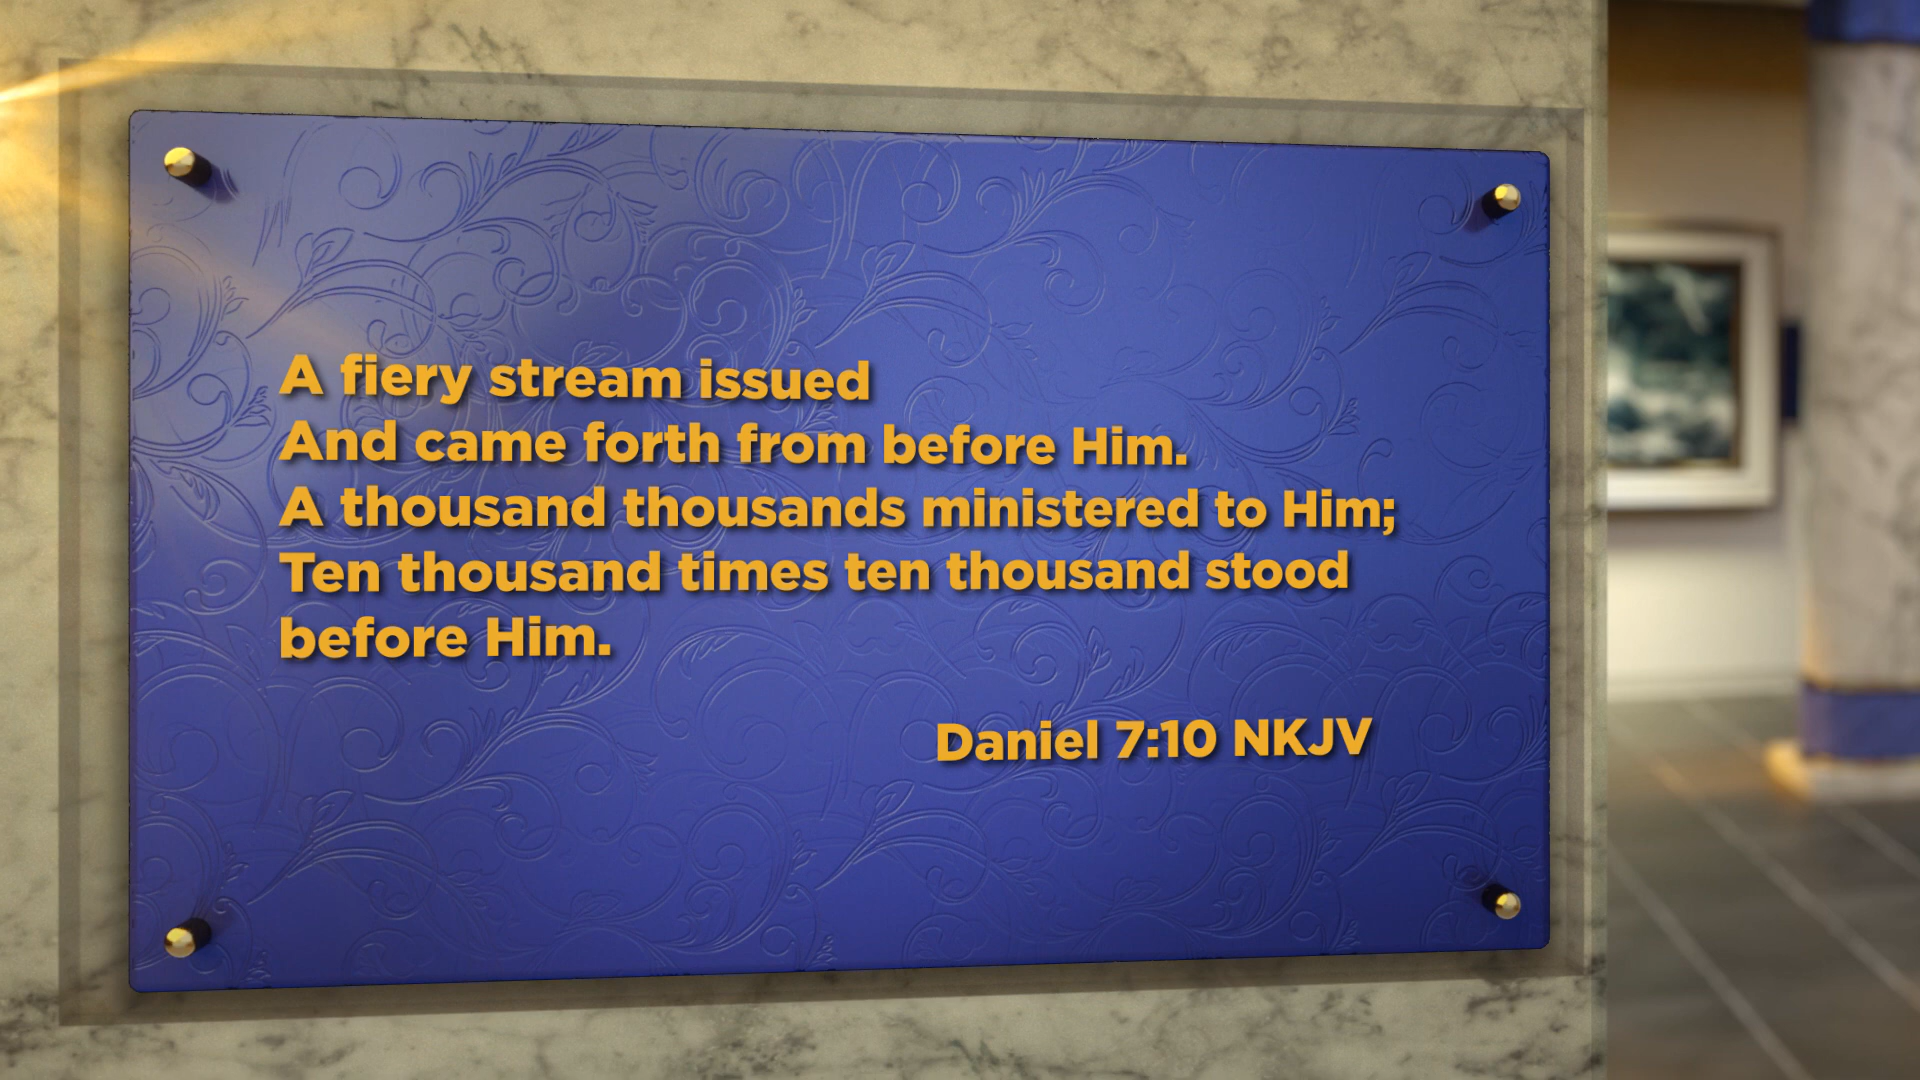 A fiery stream issued
And came forth from before Him.
A thousand thousands ministered to Him;
Ten thousand times ten thousand stood
before Him.
Daniel 7:10 NKJV